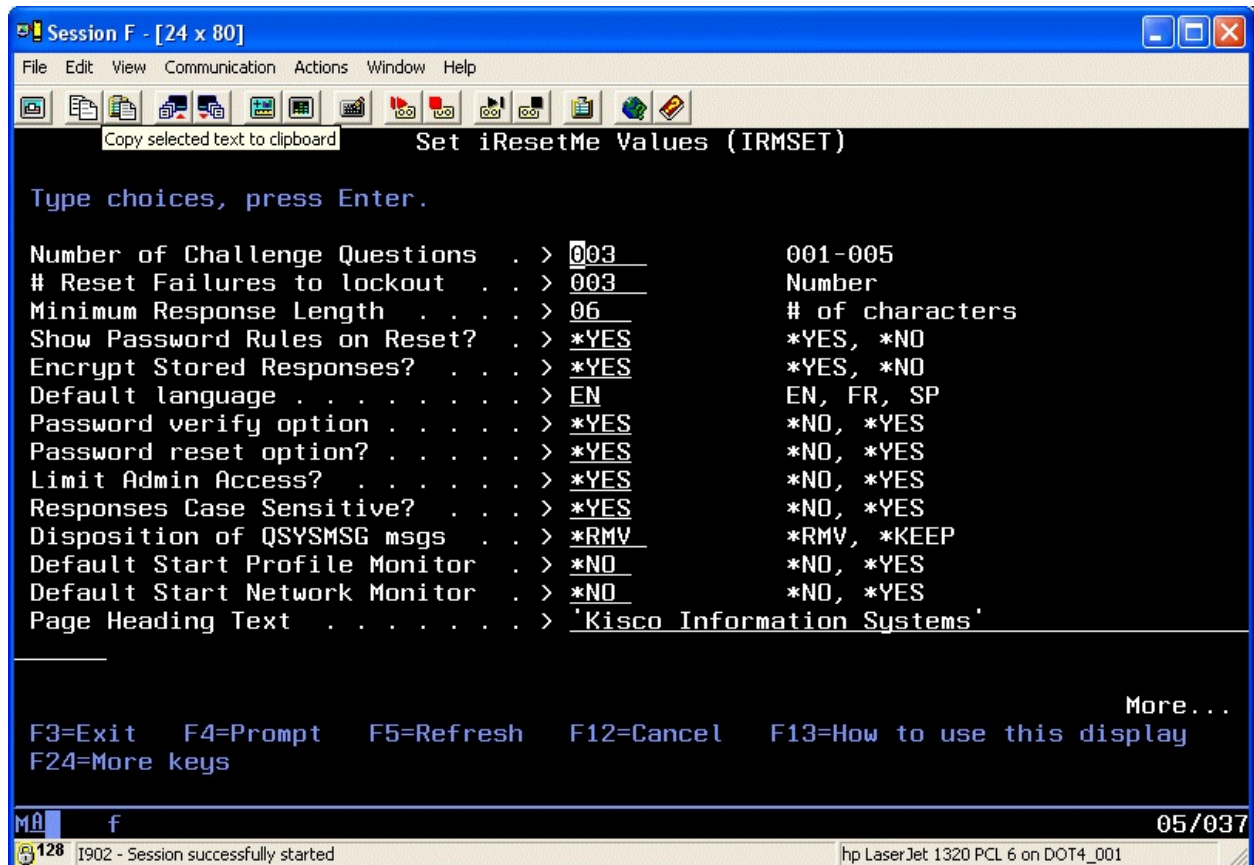 Session F - [24 x 80]
File Edit View Communication Actions Window Help
Copy selected text to clipboard
Set iResetMe Values (IRMSET)
Type choices, press Enter.
Number of Challenge Questions . > 003 001-005
# Reset Failures to lockout . . > 003 Number
Minimum Response Length . . . . > 06 # of characters
Show Password Rules on Reset? . > *YES *YES, *NO
Encrypt Stored Responses? . . . > *YES *YES, *NO
Default language . . . . . . . . > EN EN, FR, SP
Password verify option . . . . . > *YES *NO, *YES
Password reset option? . . . . . > *YES *NO, *YES
Limit Admin Access? . . . . . . > *YES *NO, *YES
Responses Case Sensitive? . . . > *YES *NO, *YES
Disposition of QSYSMSG msgs . . > *RMV *RMV, *KEEP
Default Start Profile Monitor . > *NO *NO, *YES
Default Start Network Monitor . > *NO *NO, *YES
Page Heading Text . . . . . . . > 'Kisco Information Systems'
More...
F3=Exit F4=Prompt F5=Refresh F12=Cancel F13=How to use this display
F24=More keys
MA f 05/037
128 I902 - Session successfully started hp LaserJet 1320 PCL 6 on DOT4_001